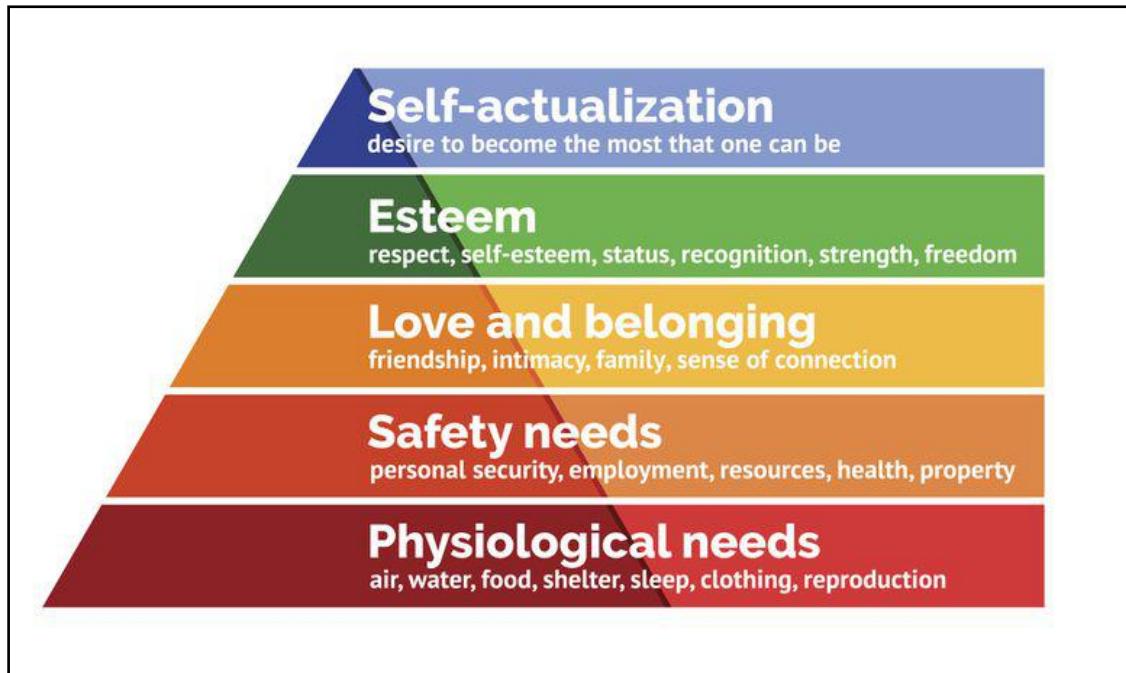 Self-actualization
desire to become the most that one can be
Esteem
respect, self-esteem, status, recognition, strength, freedom
Love and belonging
friendship, intimacy, family, sense of connection
Safety needs
personal security, employment, resources, health, property
Physiological needs
air, water, food, shelter, sleep, clothing, reproduction